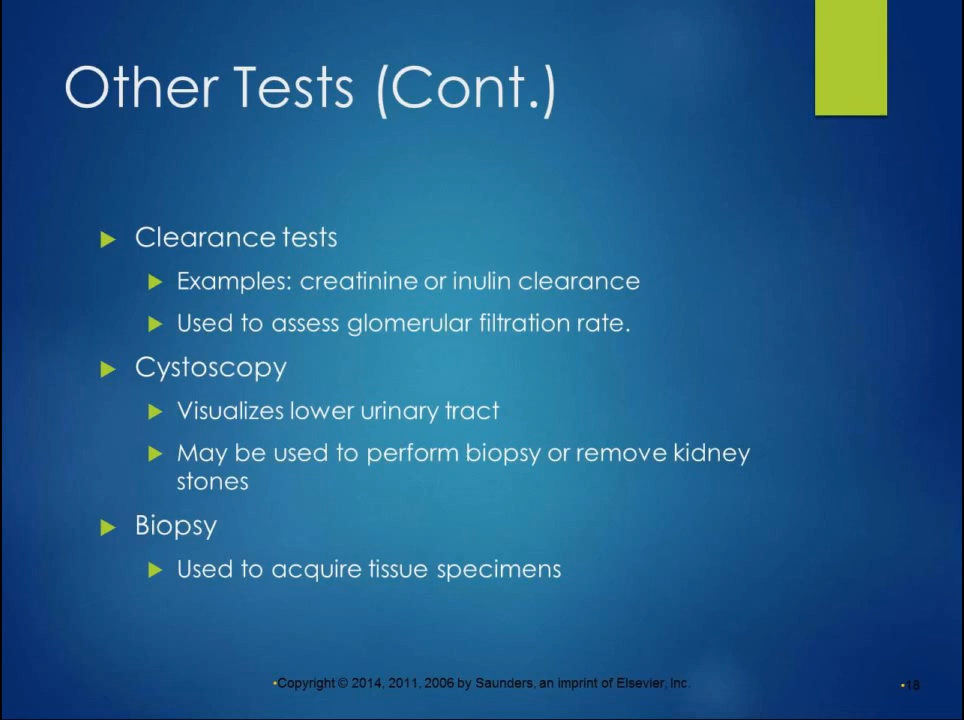 Other Tests (Cont.)
Clearance tests
Examples: creatinine or inulin clearance
Used to assess glomerular filtration rate.
Cystoscopy
Visualizes lower urinary tract
May be used to perform biopsy or remove kidney
stones
Biopsy
Used to acquire tissue specimens
•Copyright © 2014, 2011, 2006 by Saunders, an imprint of Elsevier, Inc.
•18